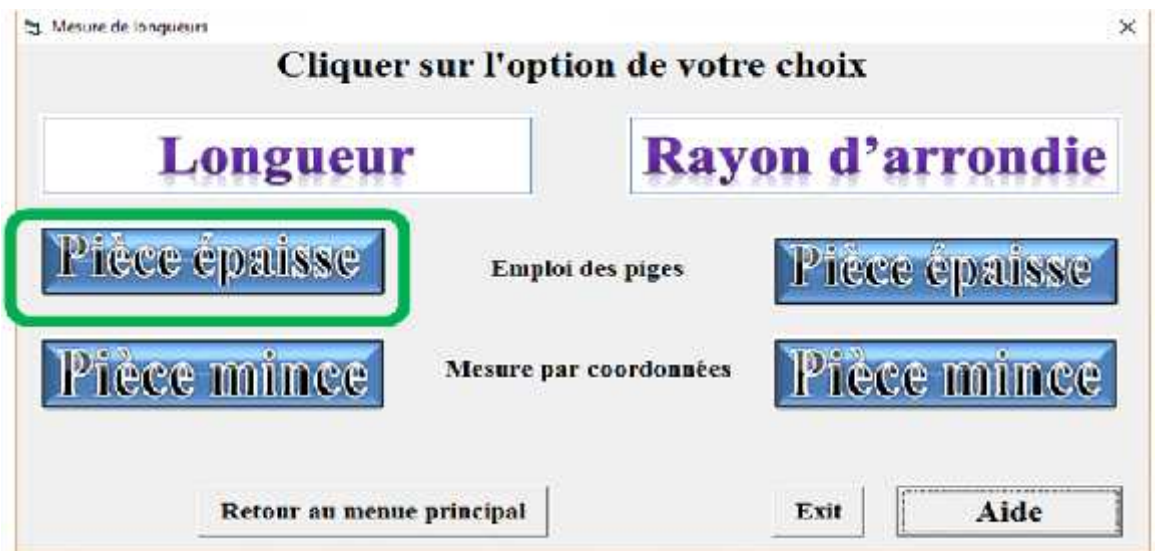 Mesure de longueurs
Cliquer sur l'option de votre choix
Longueur
Rayon d'arrondie
Pièce épaisse
Emploi des piges
Pièce épaisse
Pièce mince
Mesure par coordonnées
Pièce mince
Retour au menue principal
Exit
Aide